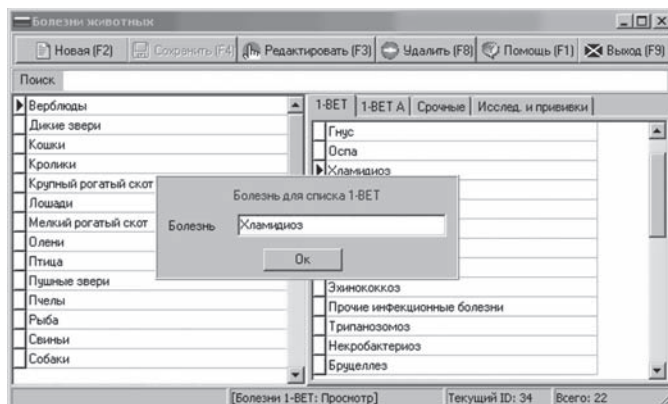 Болезни животных
Новая (F2) Сохранить (F4) Редактировать (F3) Удалить (F8) Помощь (F1) Выход (F9)
Поиск
Верблюды
Дикие звери
Кошки
Кролики
Крупный рогатый скот
Лошади
Мелкий рогатый скот
Олени
Птица
Пушные звери
Пчелы
Рыба
Свиньи
Собаки
1-ВЕТ 1-ВЕТ А Срочные Исслед. и прививки
Гнус
Оспа
Хламидиоз
Болезнь для списка 1-ВЕТ
Болезнь Хламидиоз
Ок
Эхинококкоз
Прочие инфекционные болезни
Трипанозомоз
Некробактериоз
Бруцеллез
[Болезни 1-ВЕТ: Просмотр] Текущий ID: 34 Всего: 22